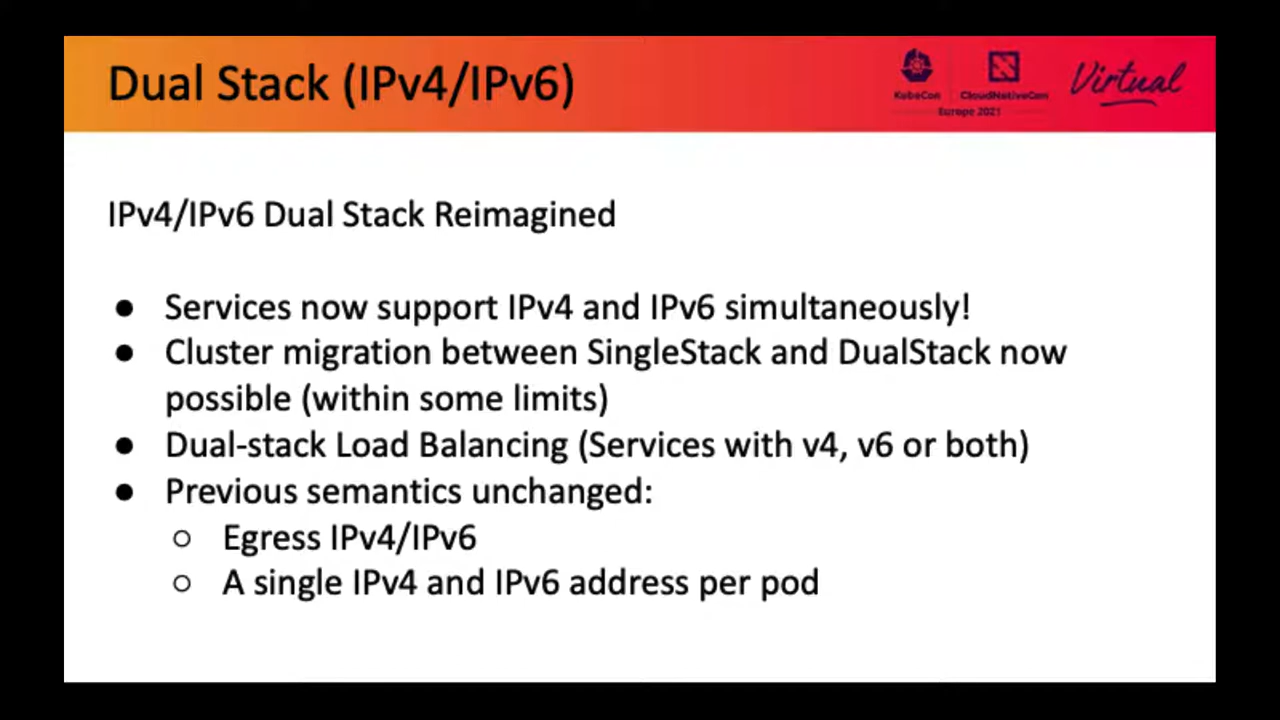 Dual Stack (IPv4/IPv6)
KubeCon
CloudNativeCon
Europe 2021
Virtual
IPv4/IPv6 Dual Stack Reimagined
● Services now support IPv4 and IPv6 simultaneously!
● Cluster migration between SingleStack and DualStack now
possible (within some limits)
● Dual-stack Load Balancing (Services with v4, v6 or both)
● Previous semantics unchanged:
○ Egress IPv4/IPv6
○ A single IPv4 and IPv6 address per pod